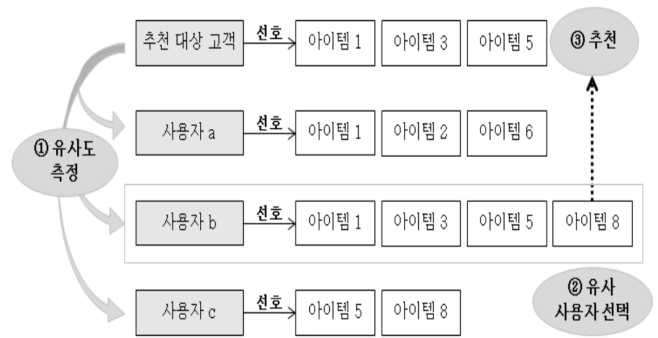 추천 대상 고객 선호 아이템 1 아이템 3 아이템 5 ③ 추천
사용자 a 선호 아이템 1 아이템 2 아이템 6
① 유사도
측정
사용자 b 선호 아이템 1 아이템 3 아이템 5 아이템 8
② 유사
사용자 선택
사용자 c 선호 아이템 5 아이템 8